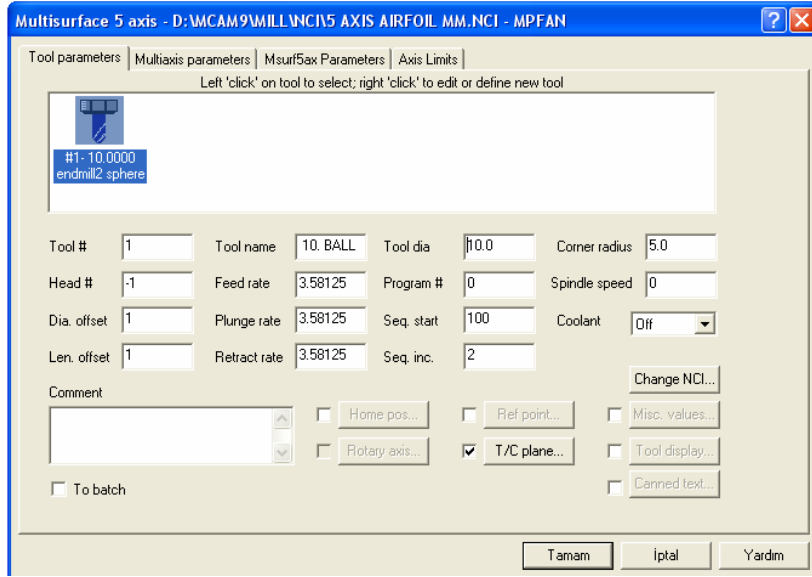 Multisurface 5 axis - D:\MCAM9\MILL\NCI\5 AXIS AIRFOIL MM.NCI - MPFAN
Tool parameters Multiaxis parameters Msurf5ax Parameters Axis Limits
Left 'click' on tool to select; right 'click' to edit or define new tool
#1- 10.0000
endmill2 sphere
Tool # 1 Tool name 10. BALL Tool dia 10.0 Corner radius 5.0
Head # -1 Feed rate 3.58125 Program # 0 Spindle speed 0
Dia. offset 1 Plunge rate 3.58125 Seq. start 100 Coolant Off
Len. offset 1 Retract rate 3.58125 Seq. inc. 2
Change NCI...
Comment
Home pos... Ref point... Misc. values...
Rotary axis... T/C plane... Tool display...
To batch Canned text...
Tamam İptal Yardım